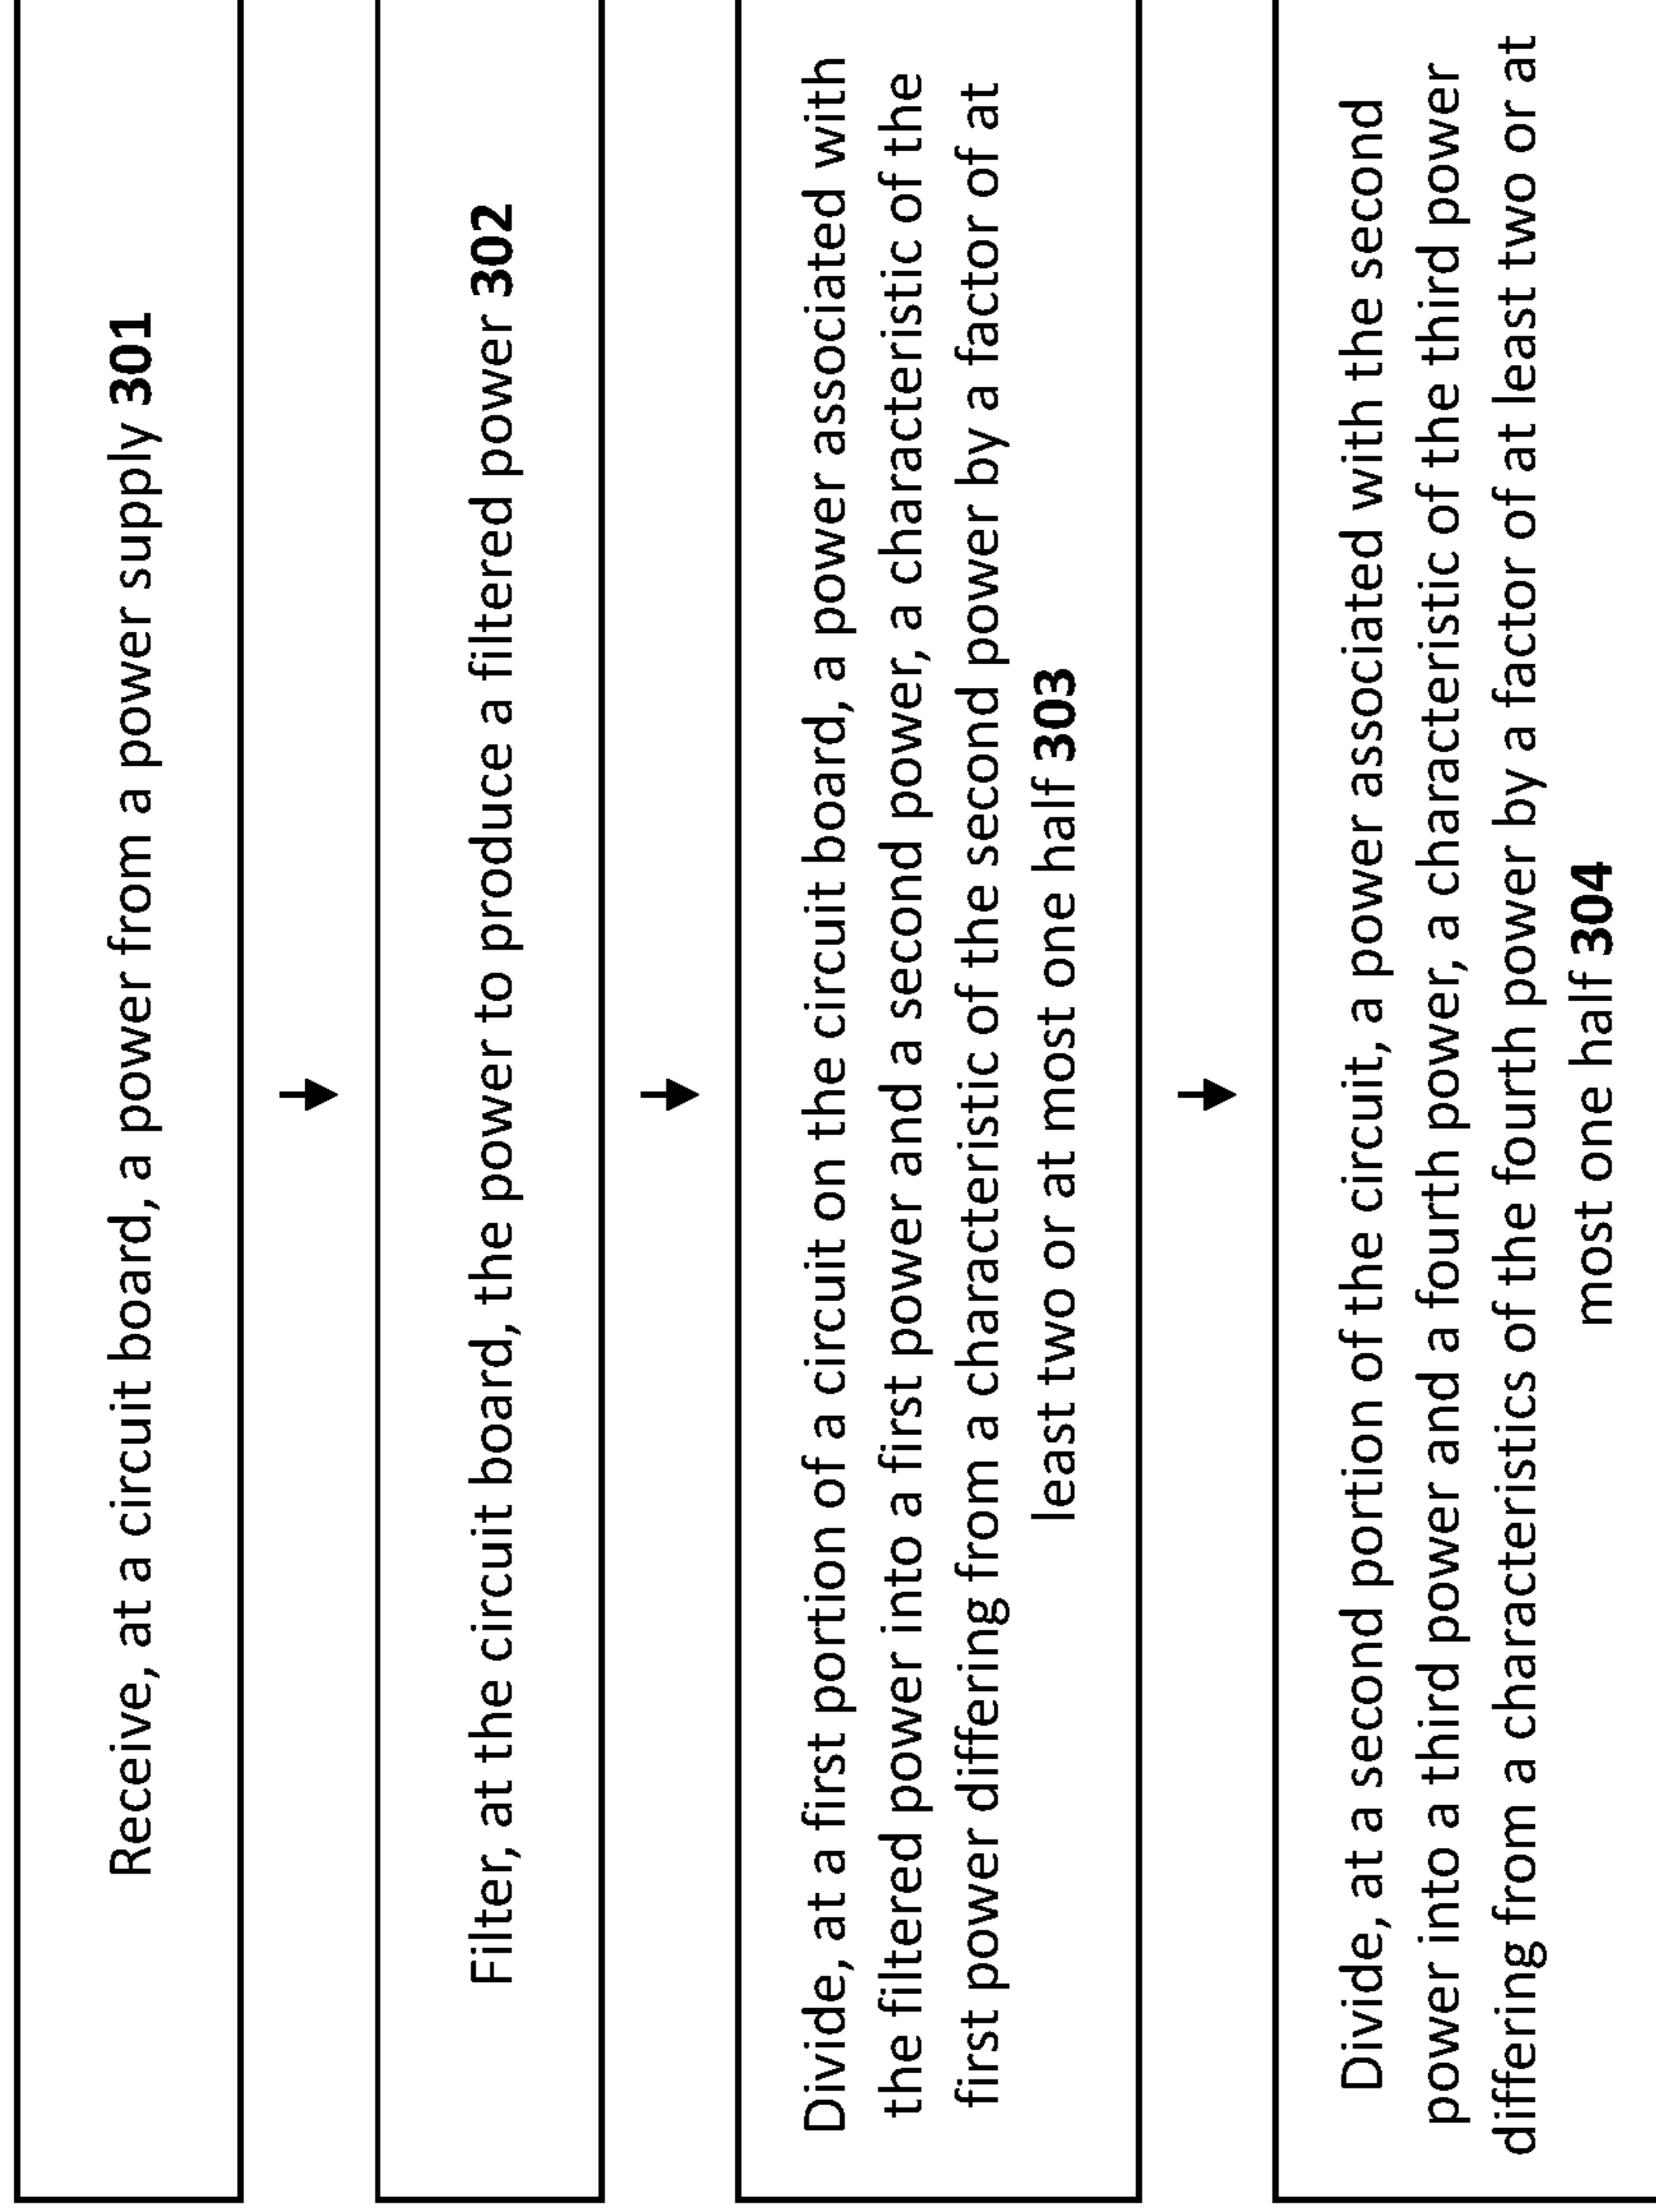 Receive, at a circuit board, a power from a power supply 301
Filter, at the circuit board, the power to produce a filtered power 302
Divide, at a first portion of a circuit on the circuit board, a power associated with
the filtered power into a first power and a second power, a characteristic of the
first power differing from a characteristic of the second power by a factor of at
least two or at most one half 303
Divide, at a second portion of the circuit, a power associated with the second
power into a third power and a fourth power, a characteristic of the third power
differing from a characteristics of the fourth power by a factor of at least two or at
most one half 304